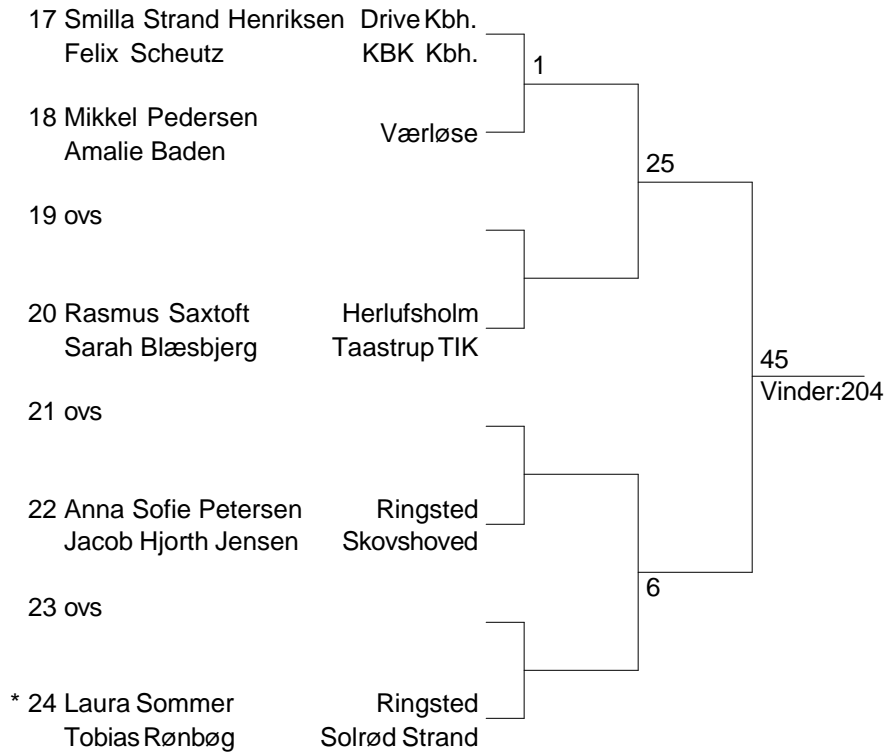 17 Smilla Strand Henriksen Drive Kbh.
Felix Scheutz KBK Kbh.
1
18 Mikkel Pedersen
Værløse
Amalie Baden
25
19 ovs
20 Rasmus Saxtoft Herlufsholm
Sarah Blæsbjerg Taastrup TIK
45
Vinder:204
21 ovs
22 Anna Sofie Petersen Ringsted
Jacob Hjorth Jensen Skovshoved
6
23 ovs
* 24 Laura Sommer Ringsted
Tobias Rønbøg Solrød Strand